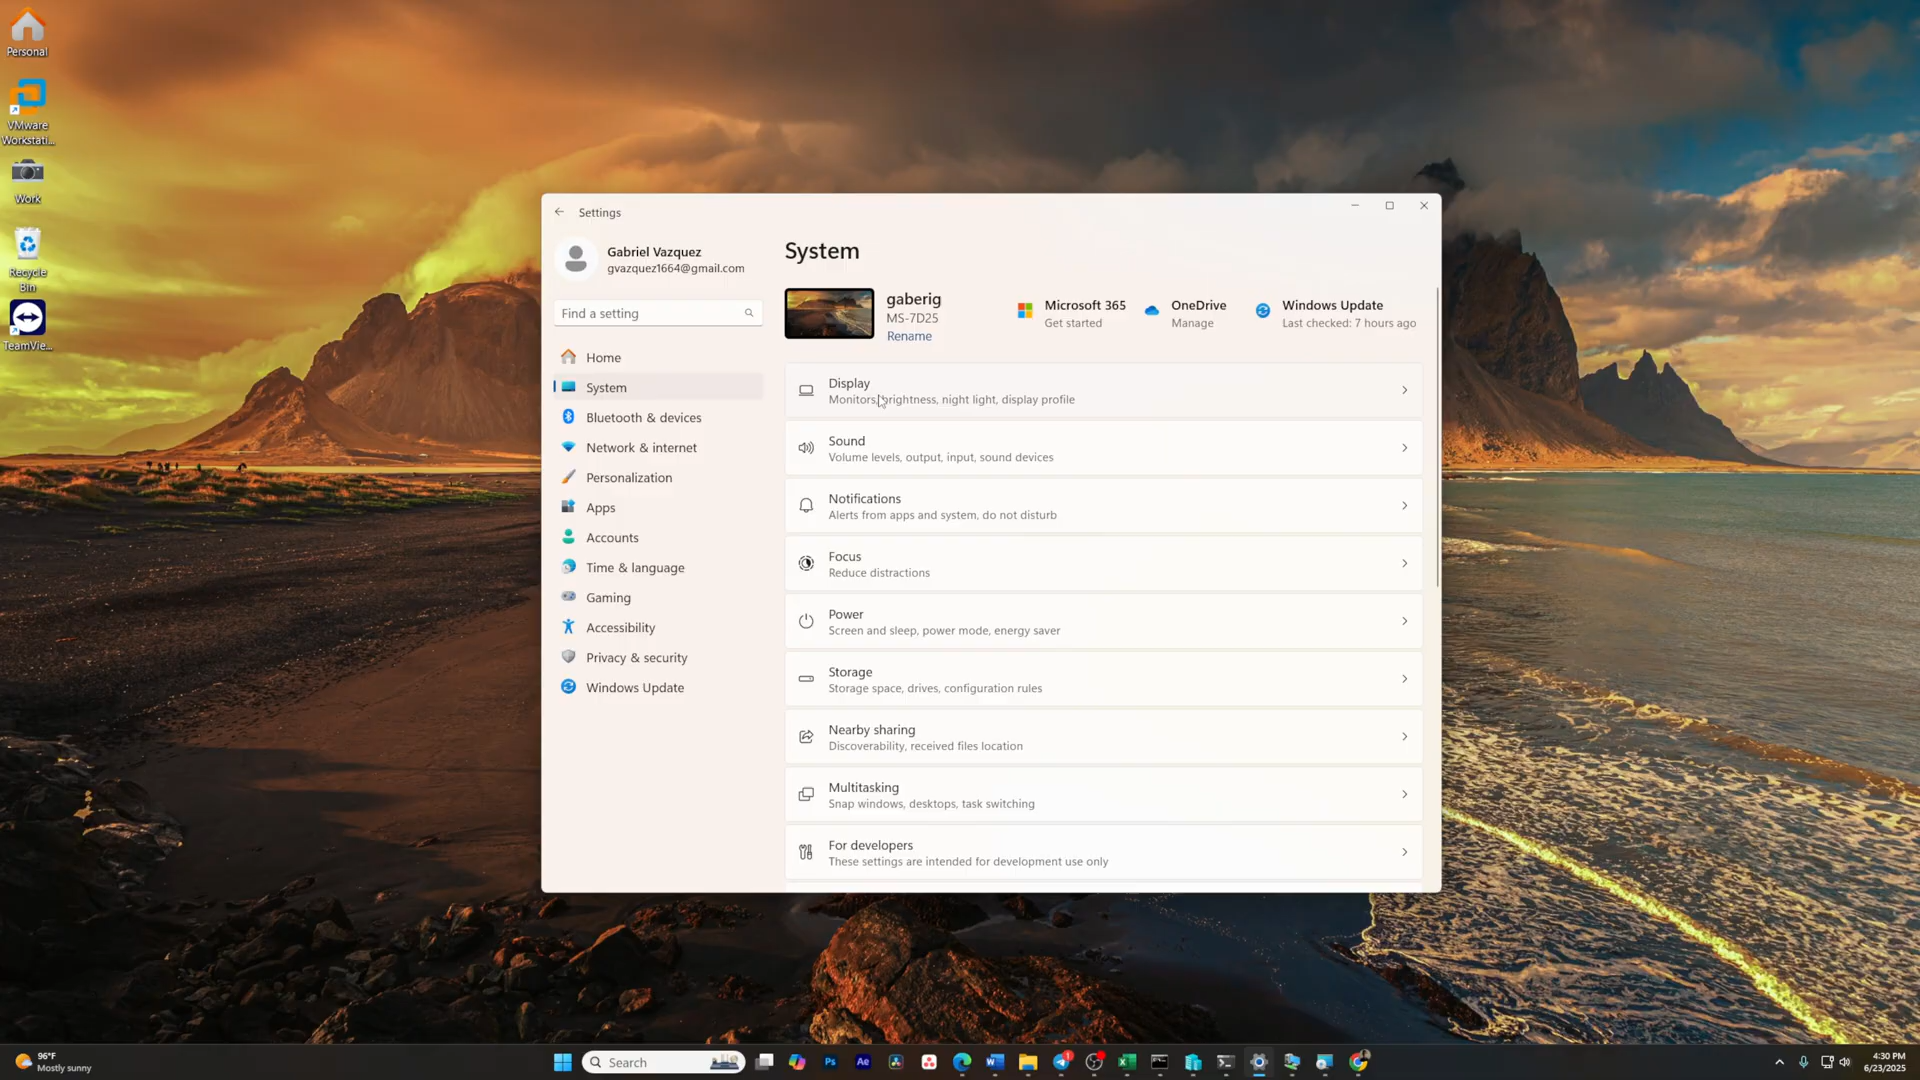 Personal
VMware
Workstati...
Work
Recycle
Bin
TeamVie...
Settings
Gabriel Vazquez
gvazquez1664@gmail.com
Find a setting
Home
System
Bluetooth & devices
Network & internet
Personalization
Apps
Accounts
Time & language
Gaming
Accessibility
Privacy & security
Windows Update
System
gaberig
MS-7D25
Rename
Microsoft 365
Get started
OneDrive
Manage
Windows Update
Last checked: 7 hours ago
Display
Monitors, brightness, night light, display profile
Sound
Volume levels, output, input, sound devices
Notifications
Alerts from apps and system, do not disturb
Focus
Reduce distractions
Power
Screen and sleep, power mode, energy saver
Storage
Storage space, drives, configuration rules
Nearby sharing
Discoverability, received files location
Multitasking
Snap windows, desktops, task switching
For developers
These settings are intended for development use only
96°F
Mostly sunny
Search
Ps
Ae
1
4:30 PM
6/23/2025